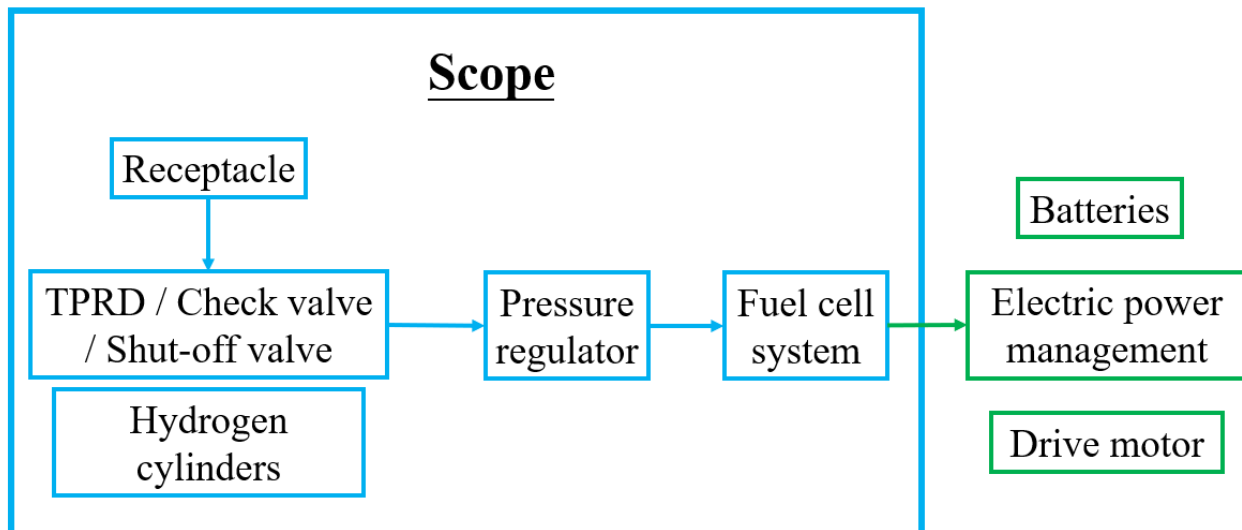 Scope
Receptacle
Batteries
TPRD / Check valve
/ Shut-off valve
Pressure
regulator
Fuel cell
system
Electric power
management
Hydrogen
cylinders
Drive motor